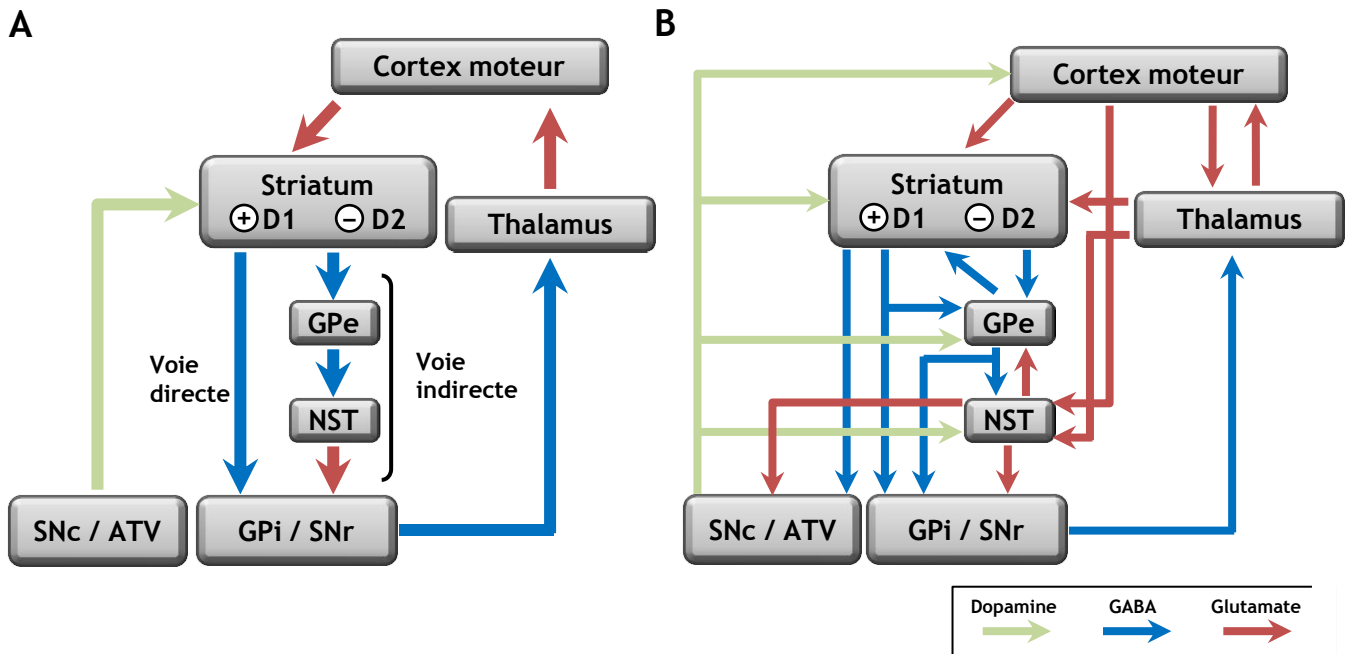 A
Cortex moteur
Striatum
+ D1 − D2
Thalamus
GPe
Voie
directe
Voie
indirecte
NST
SNc / ATV
GPi / SNr
B
Cortex moteur
Striatum
+ D1 − D2
Thalamus
GPe
NST
SNc / ATV
GPi / SNr
Dopamine
GABA
Glutamate